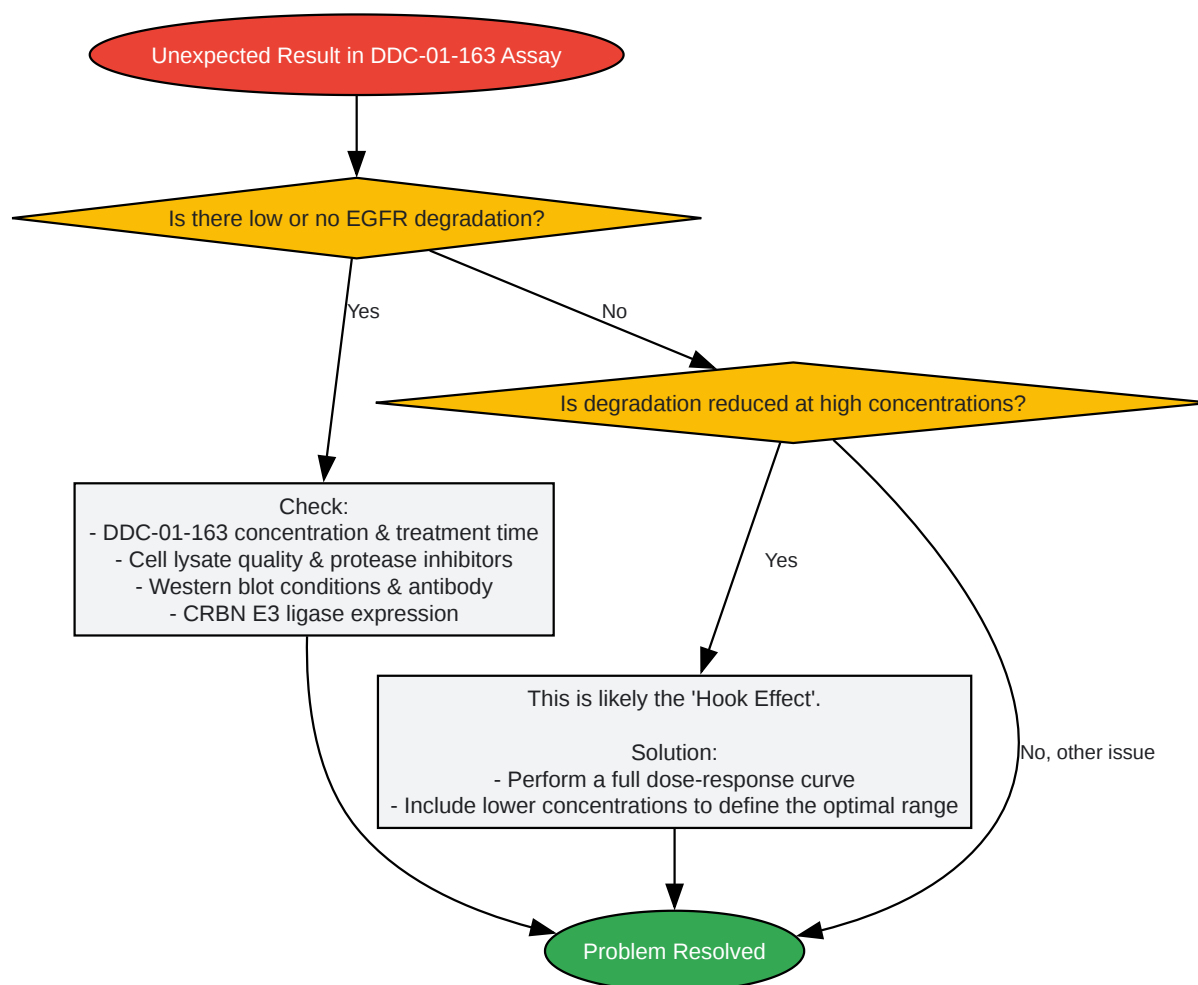 Unexpected Result in DDC-01-163 Assay
Is there low or no EGFR degradation?
Yes
No
Is degradation reduced at high concentrations?
Check:
- DDC-01-163 concentration & treatment time
- Cell lysate quality & protease inhibitors
- Western blot conditions & antibody
- CRBN E3 ligase expression
Yes
This is likely the 'Hook Effect'.
Solution:
- Perform a full dose-response curve
- Include lower concentrations to define the optimal range
No, other issue
Problem Resolved